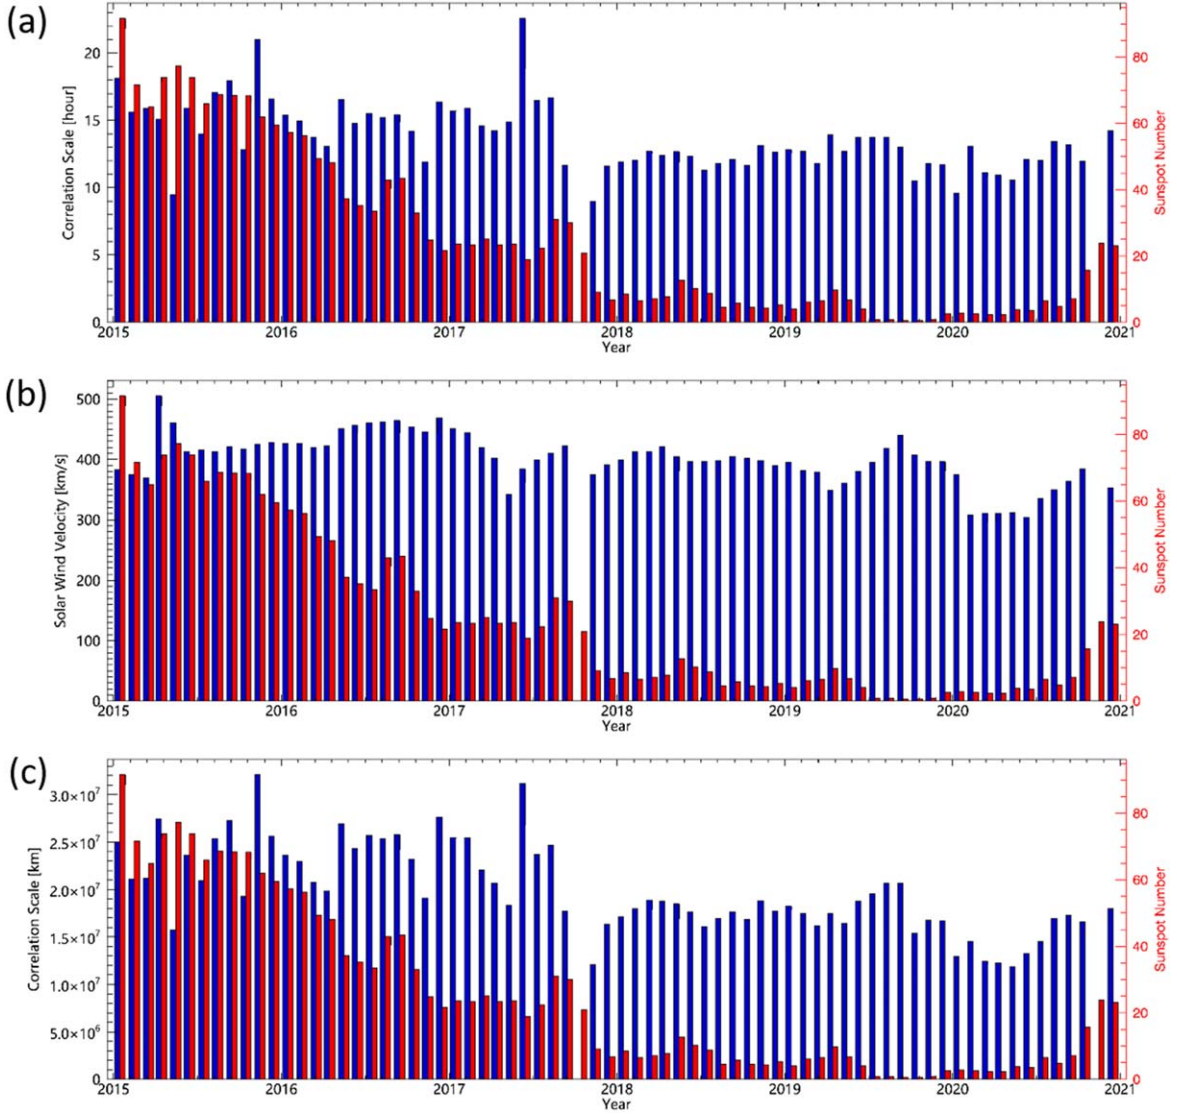 (a)
Correlation Scale [hour]
20
15
10
5
0
80
60
40
20
0
Sunspot Number
2015 2016 2017 2018 2019 2020 2021
Year
(b)
Solar Wind Velocity [km/s]
500
400
300
200
100
0
80
60
40
20
0
Sunspot Number
2015 2016 2017 2018 2019 2020 2021
Year
(c)
Correlation Scale [km]
3.0×10⁷
2.5×10⁷
2.0×10⁷
1.5×10⁷
1.0×10⁷
5.0×10⁶
0
80
60
40
20
0
Sunspot Number
2015 2016 2017 2018 2019 2020 2021
Year